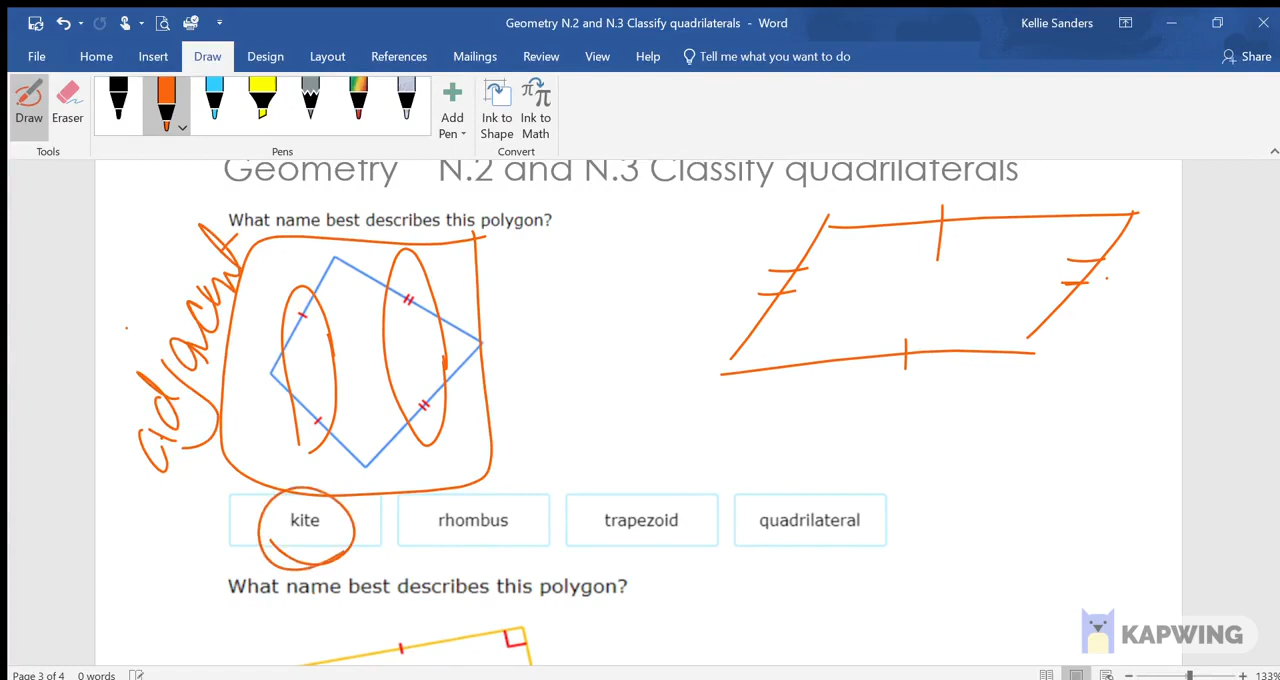 Geometry N.2 and N.3 Classify quadrilaterals - Word
Kellie Sanders
File Home Insert Draw Design Layout References Mailings Review View Help Tell me what you want to do
Share
Draw Eraser
Add Pen
Ink to Shape
Ink to Math
Tools Pens Convert
Geometry N.2 and N.3 Classify quadrilaterals
What name best describes this polygon?
adjacent
kite rhombus trapezoid quadrilateral
What name best describes this polygon?
KAPWING
Page 3 of 4 0 words 133%